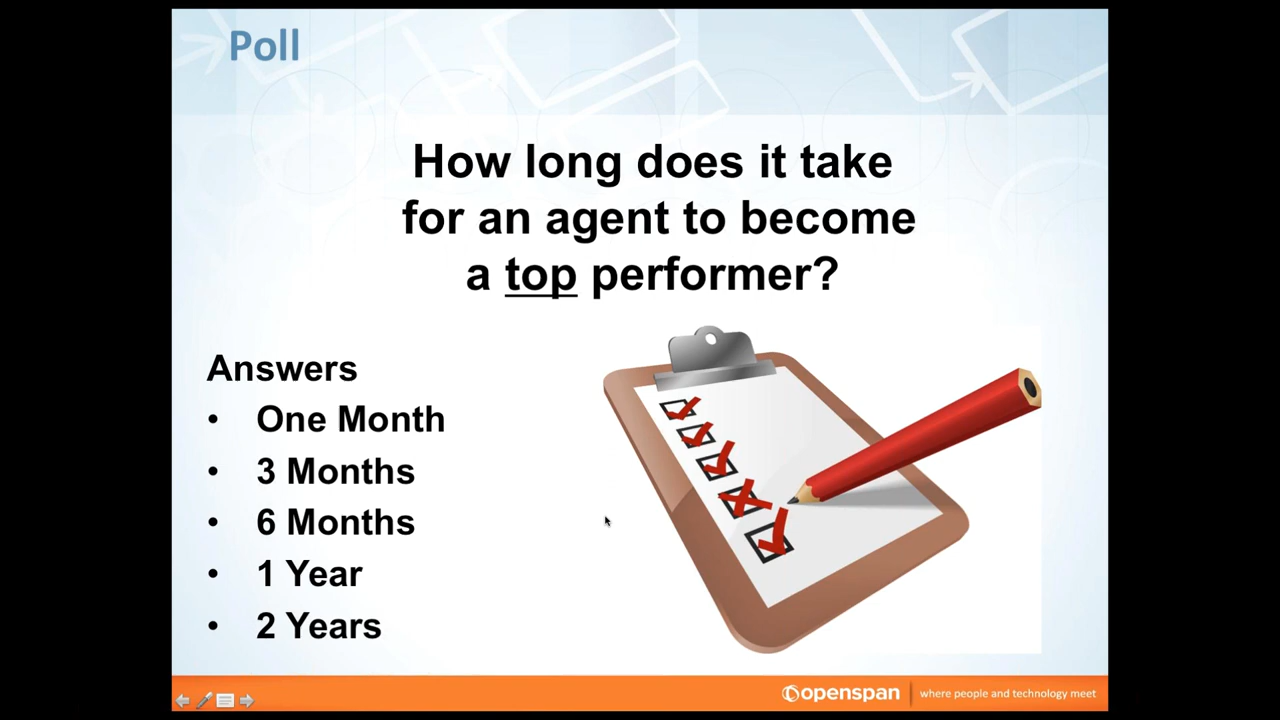 Poll
How long does it take
for an agent to become
a top performer?
Answers
• One Month
• 3 Months
• 6 Months
• 1 Year
• 2 Years
openspan where people and technology meet